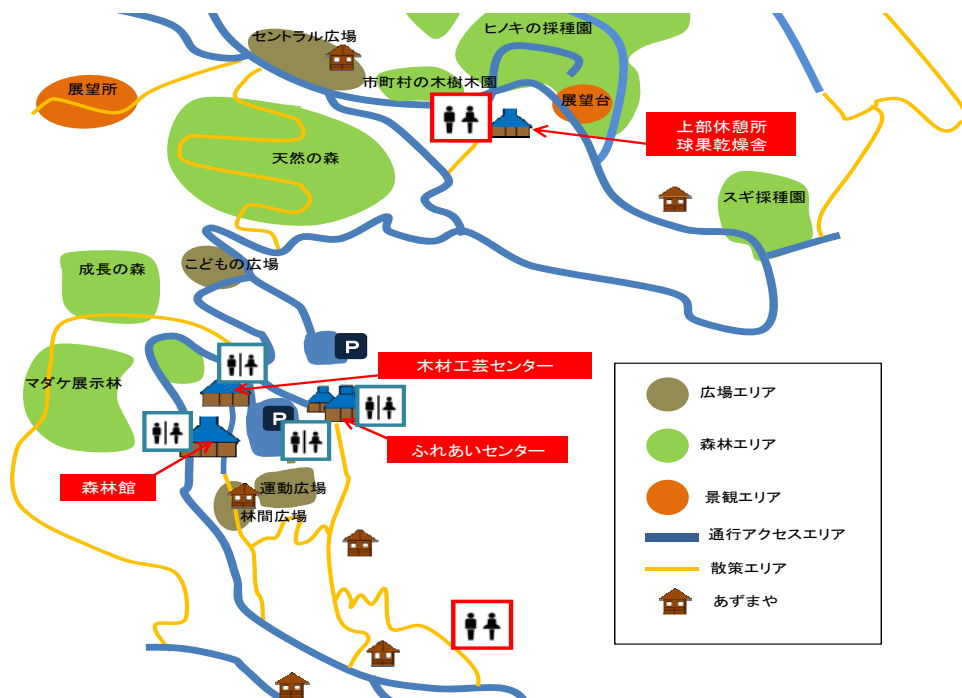 セントラル広場
ヒノキの採種園
市町村の木樹木園
展望所
展望台
上部休憩所
球果乾燥舎
天然の森
スギ採種園
こどもの広場
成長の森
P
木材工芸センター
マダケ展示林
P
ふれあいセンター
森林館
運動広場
林間広場
広場エリア
森林エリア
景観エリア
通行アクセスエリア
散策エリア
あずまや